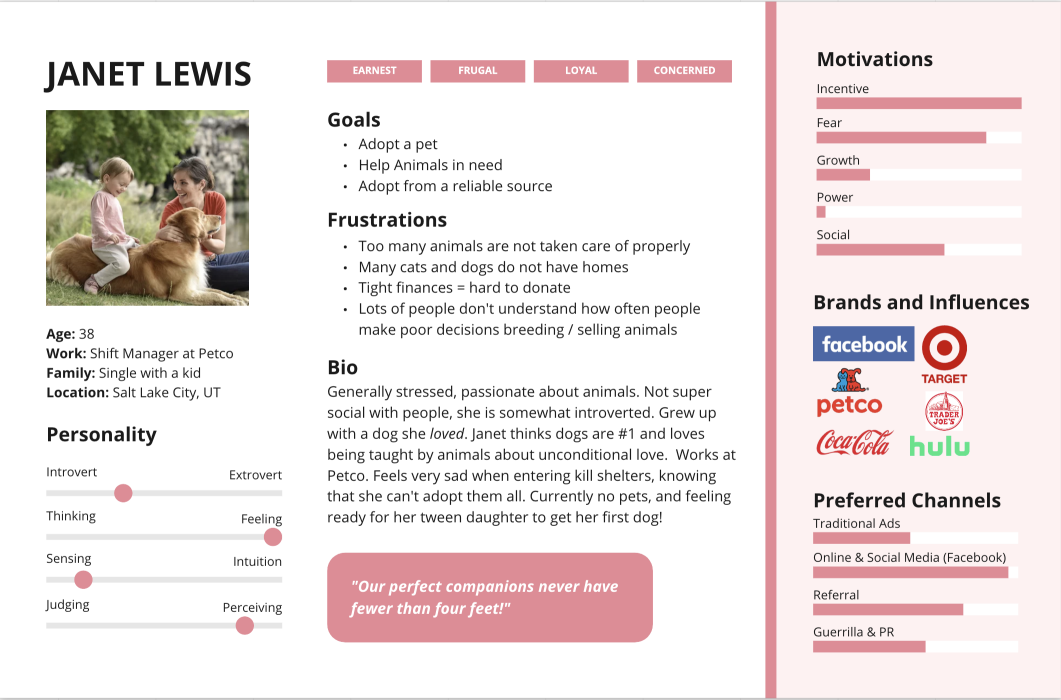 JANET LEWIS
Age: 38
Work: Shift Manager at Petco
Family: Single with a kid
Location: Salt Lake City, UT
Personality
Introvert Extrovert
Thinking Feeling
Sensing Intuition
Judging Perceiving
EARNEST FRUGAL LOYAL CONCERNED
Goals
• Adopt a pet
• Help Animals in need
• Adopt from a reliable source
Frustrations
• Too many animals are not taken care of properly
• Many cats and dogs do not have homes
• Tight finances = hard to donate
• Lots of people don't understand how often people
make poor decisions breeding / selling animals
Bio
Generally stressed, passionate about animals. Not super
social with people, she is somewhat introverted. Grew up
with a dog she loved. Janet thinks dogs are #1 and loves
being taught by animals about unconditional love.  Works at
Petco. Feels very sad when entering kill shelters, knowing
that she can't adopt them all. Currently no pets, and feeling
ready for her tween daughter to get her first dog!
"Our perfect companions never have
fewer than four feet!"
Motivations
Incentive
Fear
Growth
Power
Social
Brands and Influences
facebook
TARGET
petco
TRADER
JOE'S
Coca-Cola
hulu
Preferred Channels
Traditional Ads
Online & Social Media (Facebook)
Referral
Guerrilla & PR